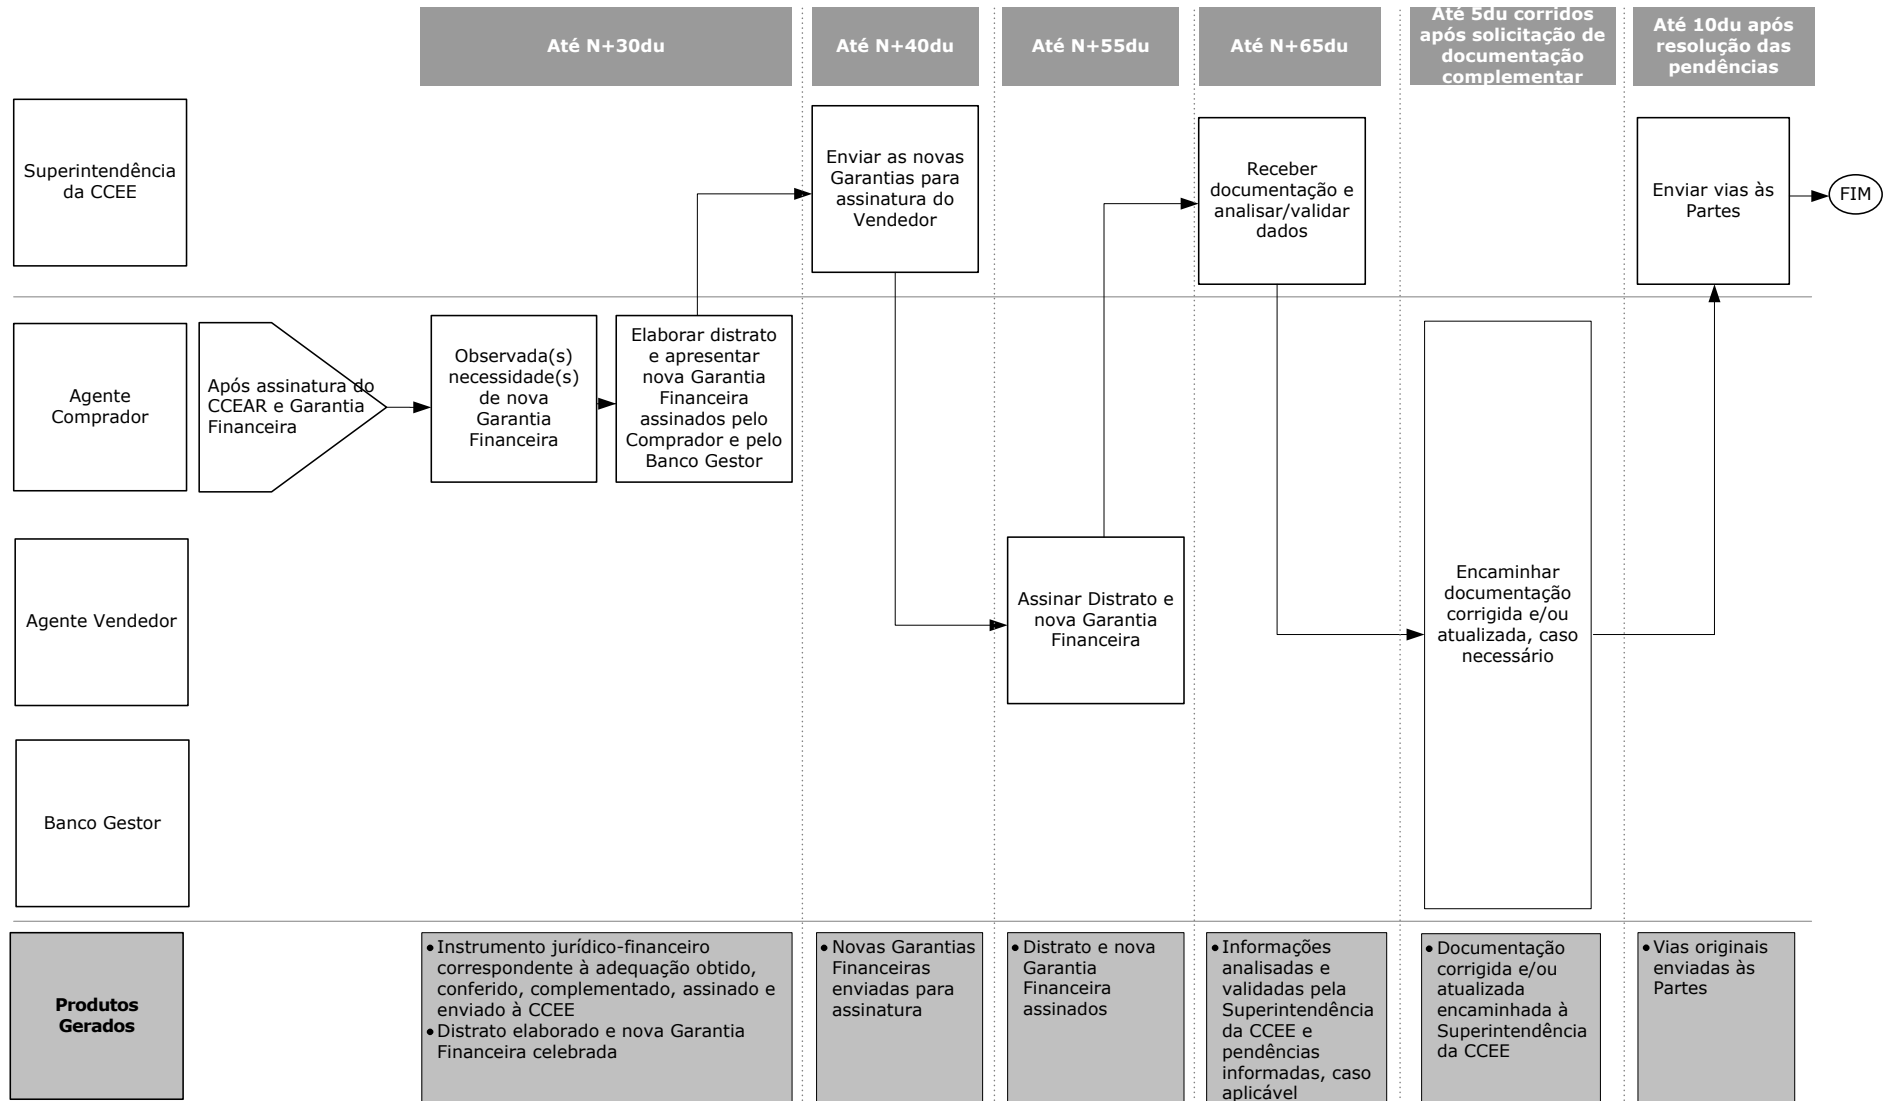 Até N+30du
Até N+40du
Até N+55du
Até N+65du
Até 5du corridos
após solicitação de
documentação
complementar
Até 10du após
resolução das
pendências
Superintendência
da CCEE
Enviar as novas
Garantias para
assinatura do
Vendedor
Receber
documentação e
analisar/validar
dados
Enviar vias às
Partes
FIM
Agente
Comprador
Após assinatura do
CCEAR e Garantia
Financeira
Observada(s)
necessidade(s)
de nova
Garantia
Financeira
Elaborar distrato
e apresentar
nova Garantia
Financeira
assinados pelo
Comprador e pelo
Banco Gestor
Agente Vendedor
Assinar Distrato e
nova Garantia
Financeira
Encaminhar
documentação
corrigida e/ou
atualizada, caso
necessário
Banco Gestor
Produtos
Gerados
• Instrumento jurídico-financeiro
correspondente à adequação obtido,
conferido, complementado, assinado e
enviado à CCEE
• Distrato elaborado e nova Garantia
Financeira celebrada
• Novas Garantias
Financeiras
enviadas para
assinatura
• Distrato e nova
Garantia
Financeira
assinados
• Informações
analisadas e
validadas pela
Superintendência
da CCEE e
pendências
informadas, caso
aplicável
• Documentação
corrigida e/ou
atualizada
encaminhada à
Superintendência
da CCEE
• Vias originais
enviadas às
Partes